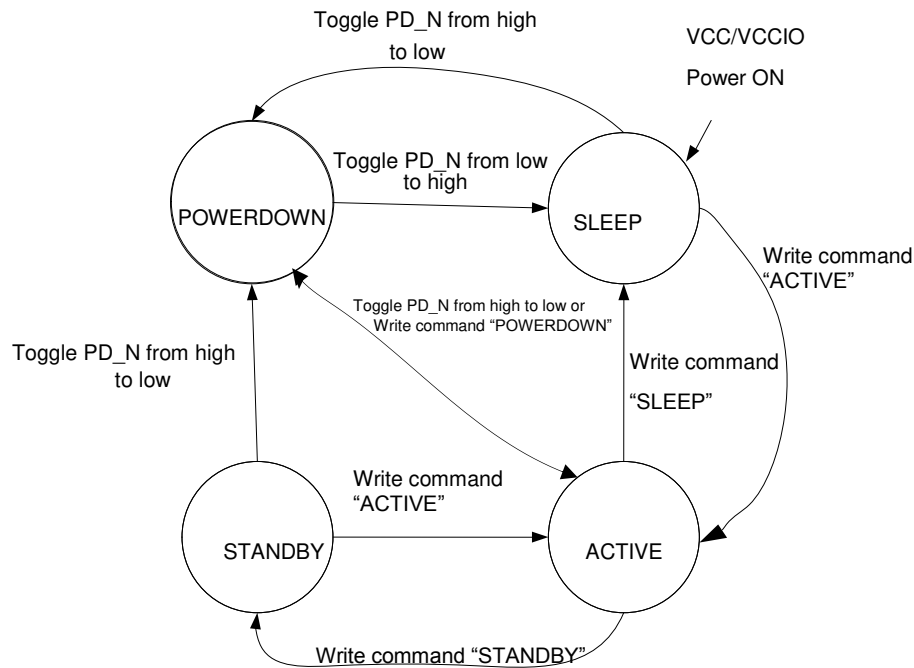 Toggle PD_N from high
to low
VCC/VCCIO
Power ON
Toggle PD_N from low
to high
POWERDOWN
SLEEP
Write command
“ACTIVE”
Toggle PD_N from high to low or
Write command “POWERDOWN”
Toggle PD_N from high
to low
Write command
“SLEEP”
Write command
“ACTIVE”
STANDBY
ACTIVE
Write command “STANDBY”